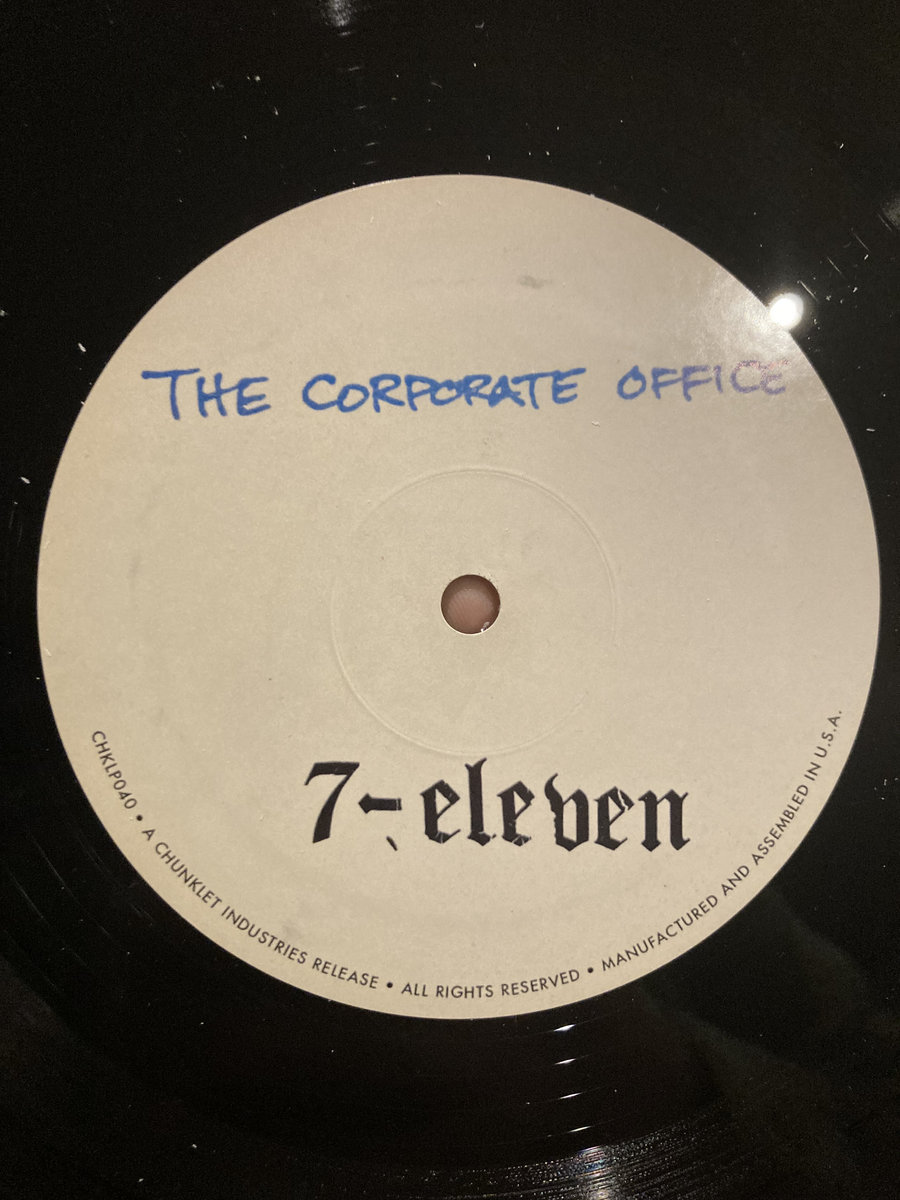 THE CORPORATE OFFICE
7-eleven
CHKLP040 • A CHUNKLET INDUSTRIES RELEASE • ALL RIGHTS RESERVED • MANUFACTURED AND ASSEMBLED IN U.S.A.